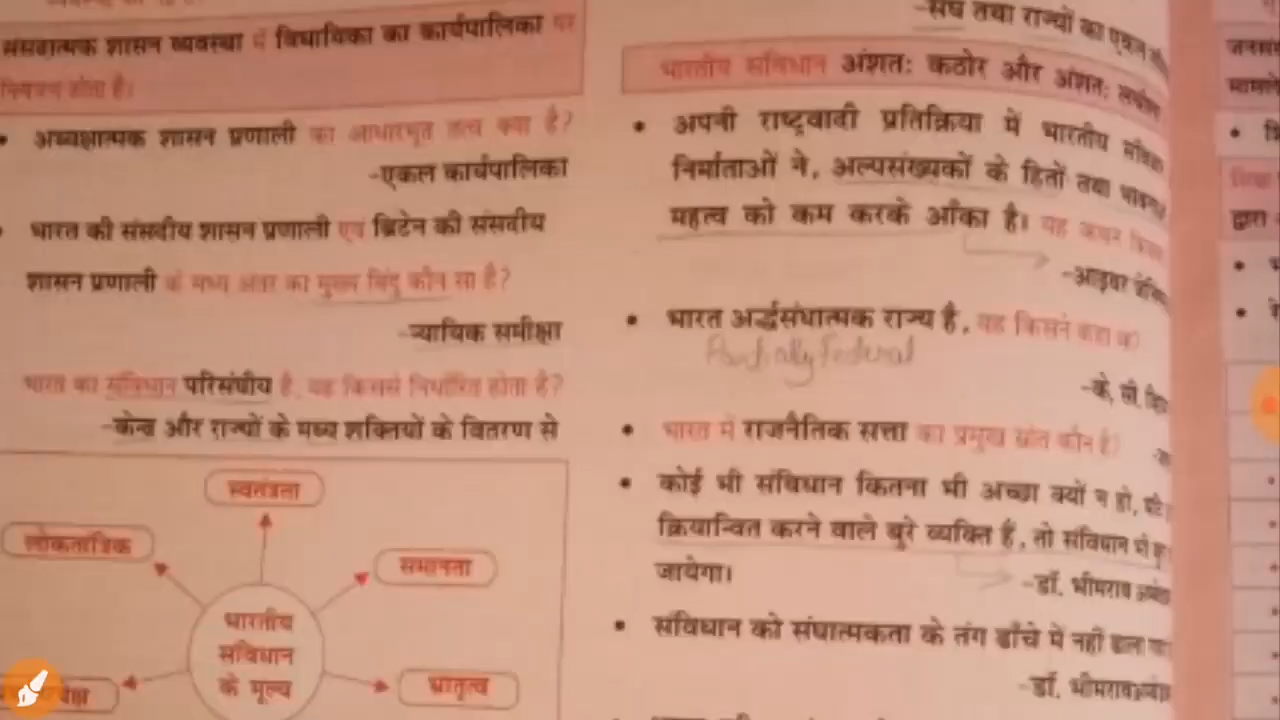 संसदात्मक शासन व्यवस्था में विधायिका का कार्यपालिका पर
नियंत्रण होता है।
अध्यक्षात्मक शासन प्रणाली का आधारभूत तत्व क्या है?
-एकल कार्यपालिका
भारत की संसदीय शासन प्रणाली एवं ब्रिटेन की संसदीय
शासन प्रणाली के मध्य अंतर का मुख्य बिंदु कौन सा है?
-न्यायिक समीक्षा
भारत का संविधान परिसंघीय है, यह किससे निर्धारित होता है?
-केन्द्र और राज्यों के मध्य शक्तियों के वितरण से
स्वतंत्रता
लोकतांत्रिक
समानता
भारतीय
संविधान
के मूल्य
भ्रातृत्व
-संघ तथा राज्यों का एकल
भारतीय संविधान अंशतः कठोर और अंशतः
अपनी राष्ट्रवादी प्रतिक्रिया में भारतीय
निर्माताओं ने, अल्पसंख्यकों के हितों तथा
महत्व को कम करके आँका है। यह कथन
-आइवर
भारत अर्द्धसंघात्मक राज्य है, यह किसने कहा था?
Partially Federal
-के. सी.
भारत में राजनैतिक सत्ता का प्रमुख स्रोत कौन है?
कोई भी संविधान कितना भी अच्छा क्यों न हो,
क्रियान्वित करने वाले बुरे व्यक्ति हैं, तो संविधान भी
जायेगा।
-डॉ. भीमराव
संविधान को संघात्मकता के तंग ढाँचे में नहीं ढाला
-डॉ. भीमराव
द्वारा